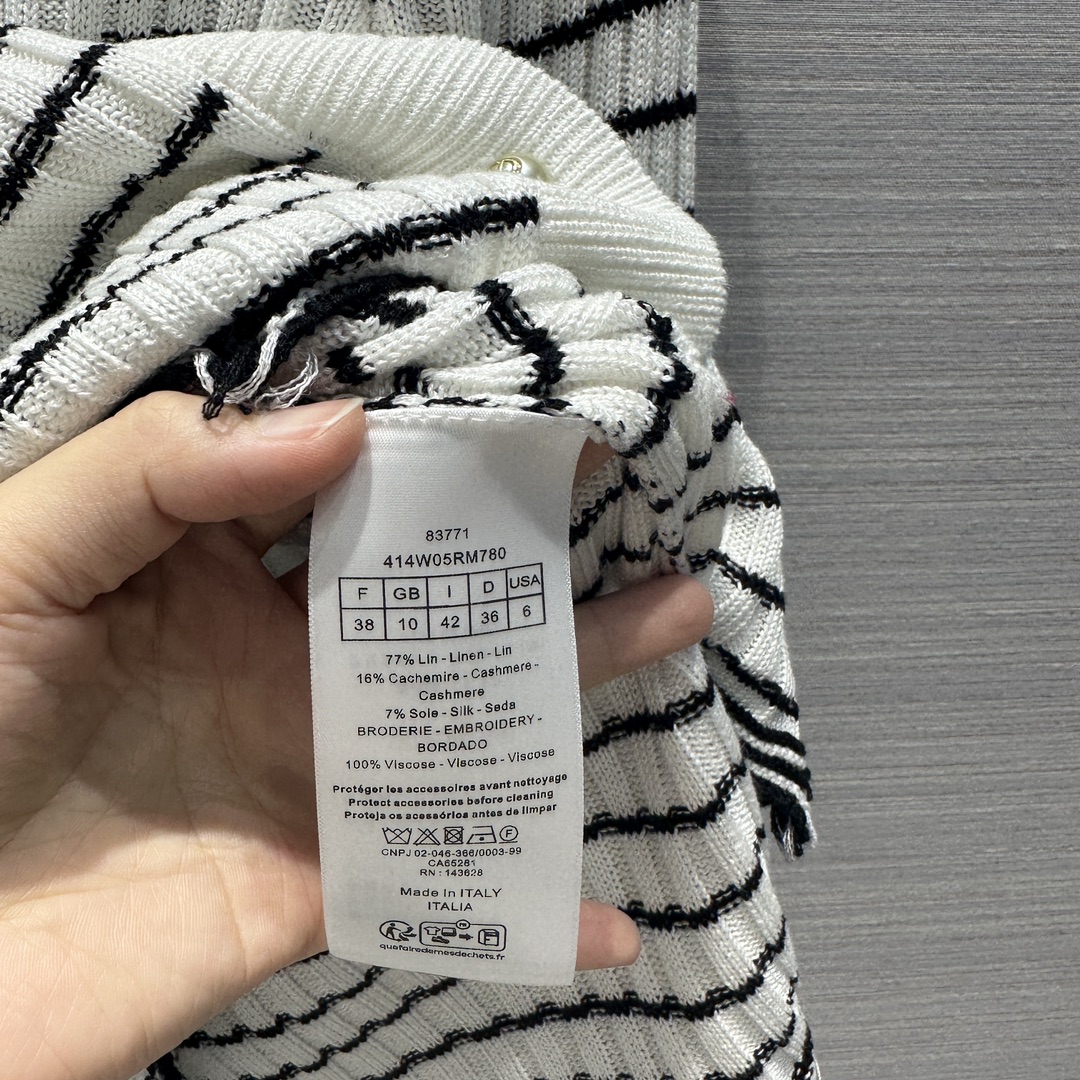 83771
414W05RM780
F GB I D USA
38 10 42 36 6
77% Lin - Linen - Lin
16% Cachemire - Cashmere -
Cashmere
7% Soie - Silk - Seda
BRODERIE - EMBROIDERY -
BORDADO
100% Viscose - Viscose - Viscose
Protéger les accessoires avant nettoyage
Protect accessories before cleaning
Proteja os acessórios antes de limpar
F
CNPJ 02-046-366/0003-99
CA65281
RN : 143628
Made in ITALY
ITALIA
FR
quefairedemesdechets.fr